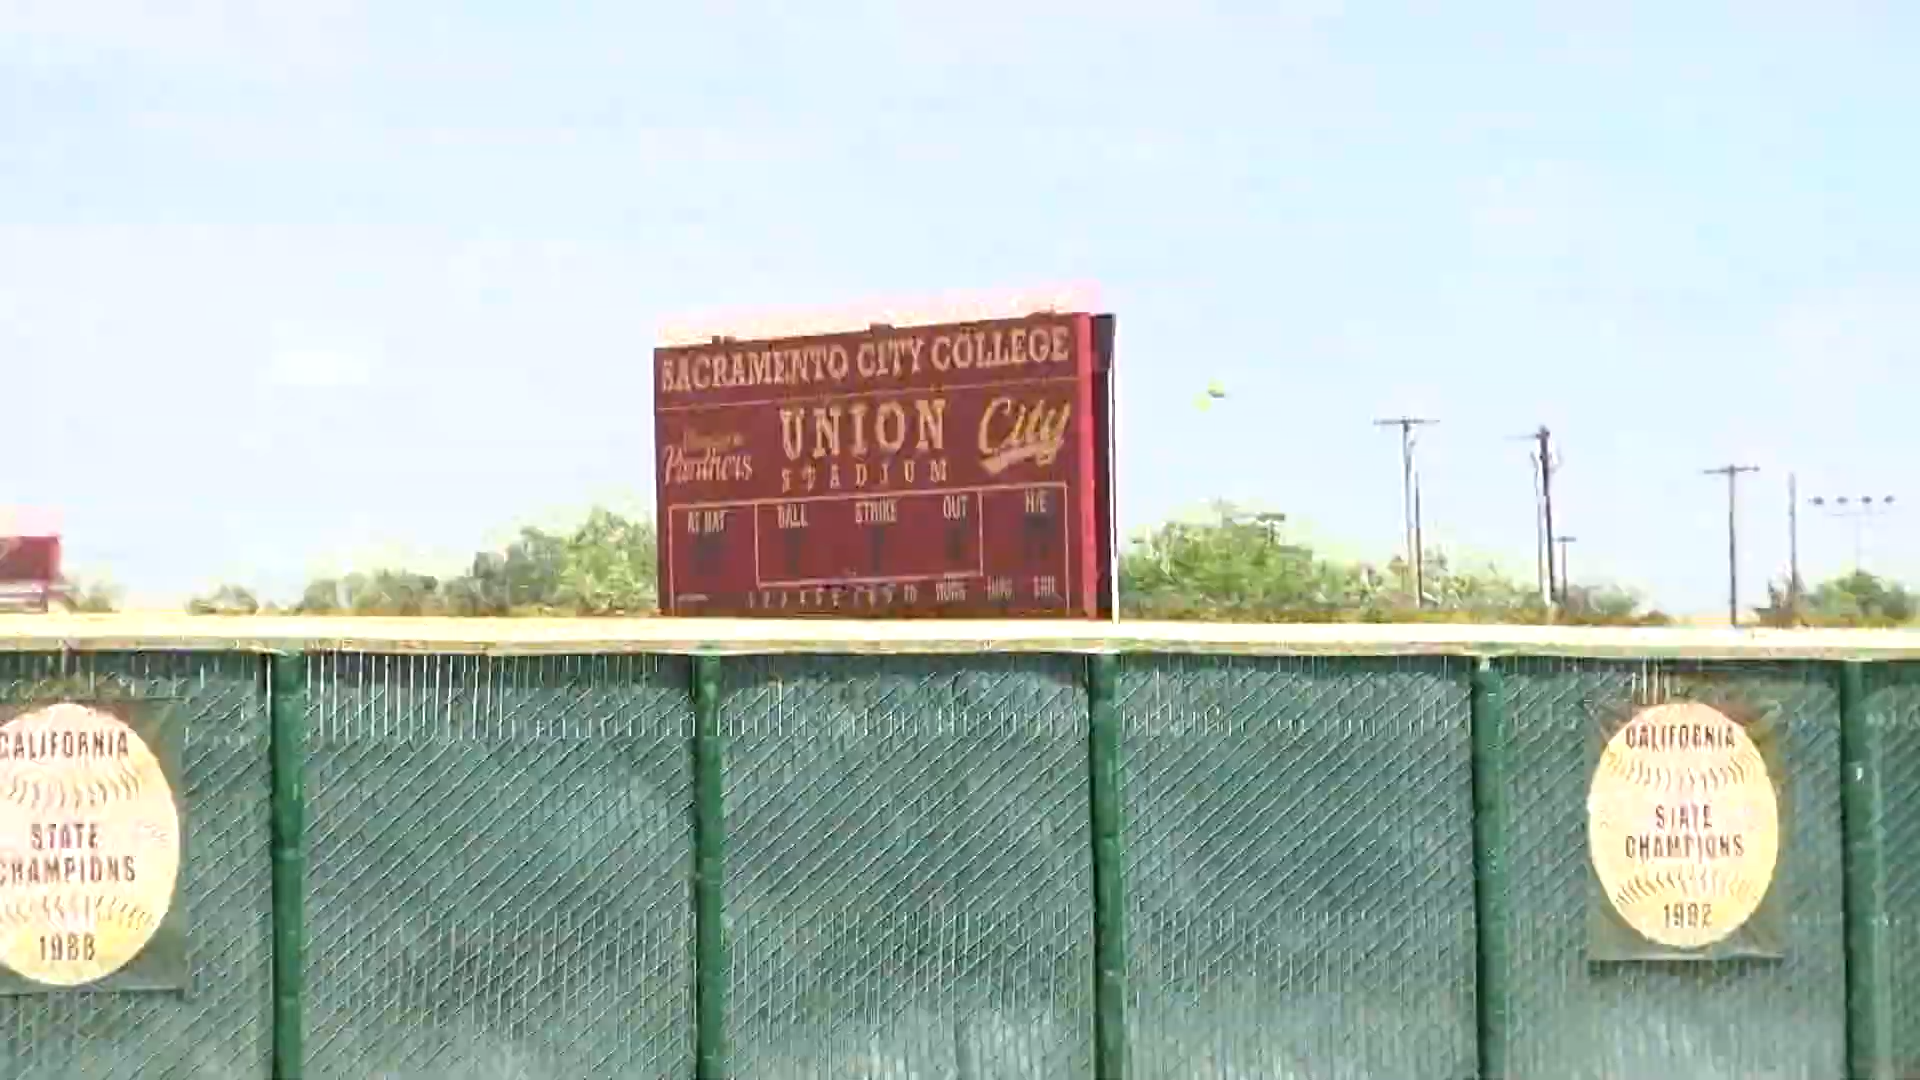 SACRAMENTO CITY COLLEGE
UNION
STADIUM
Panthers
City
AT BAT BALL STRIKE OUT H/E
CALIFORNIA
STATE
CHAMPIONS
1988
CALIFORNIA
STATE
CHAMPIONS
1982